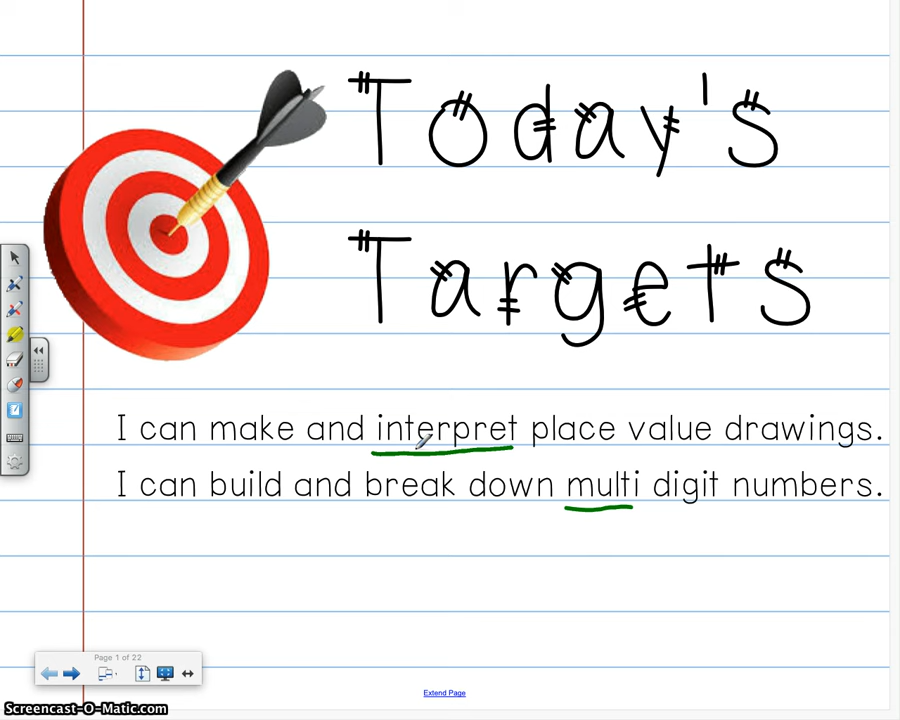 Today's
Targets
I can make and interpret place value drawings.
I can build and break down multi digit numbers.
Page 1 of 22
Extend Page
Screencast-O-Matic.com